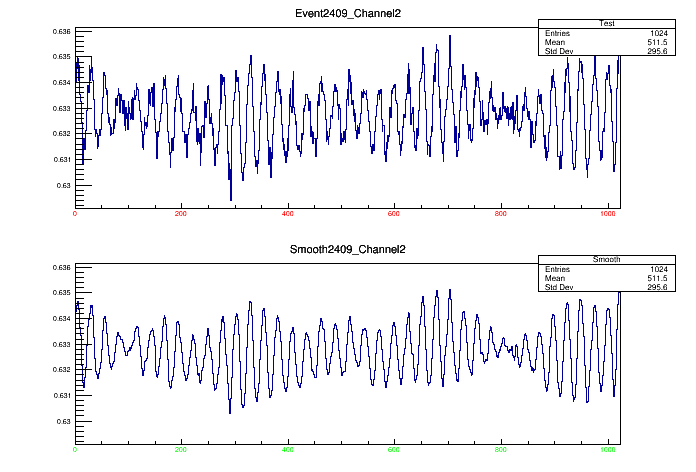 Event2409_Channel2
Test
Entries 1024
Mean 511.5
Std Dev 295.6
0.636
0.635
0.634
0.633
0.632
0.631
0.63
0 200 400 600 800 1000
Smooth2409_Channel2
Smooth
Entries 1024
Mean 511.5
Std Dev 295.6
0.636
0.635
0.634
0.633
0.632
0.631
0.63
0 200 400 600 800 1000